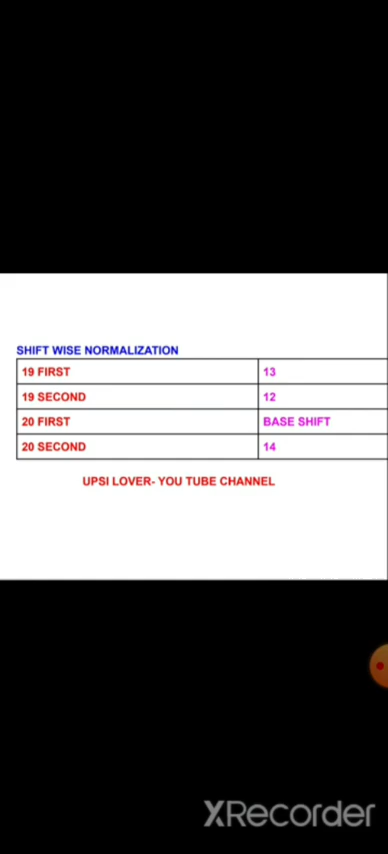 SHIFT WISE NORMALIZATION
19 FIRST 13
19 SECOND 12
20 FIRST BASE SHIFT
20 SECOND 14
UPSI LOVER- YOU TUBE CHANNEL
XRecorder